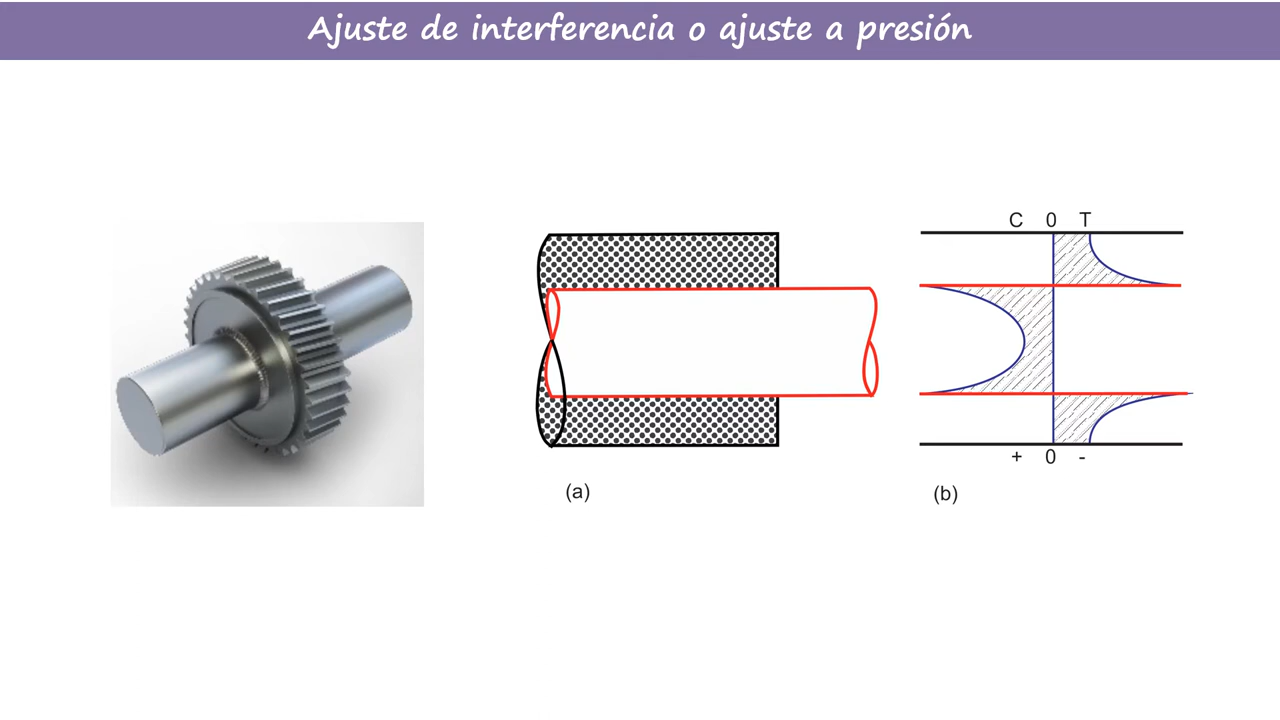 Ajuste de interferencia o ajuste a presión
C 0 T
+ 0 -
(a)
(b)